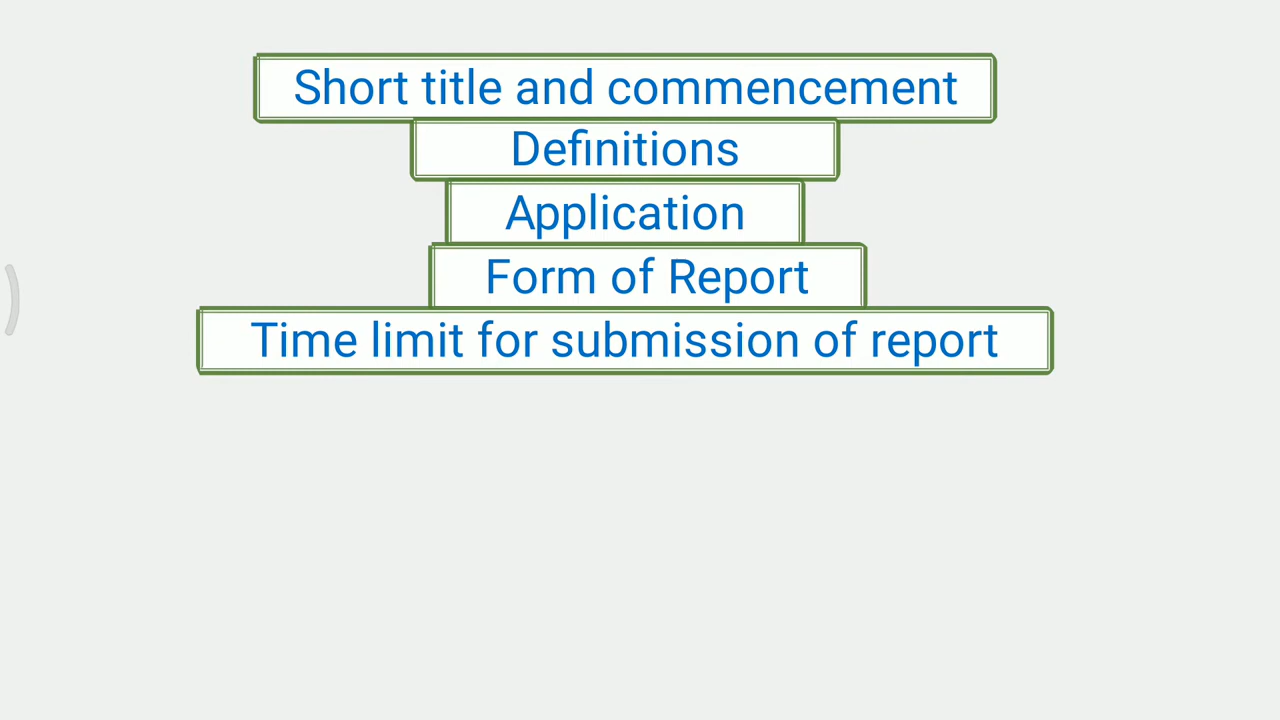 Short title and commencement
Definitions
Application
Form of Report
Time limit for submission of report